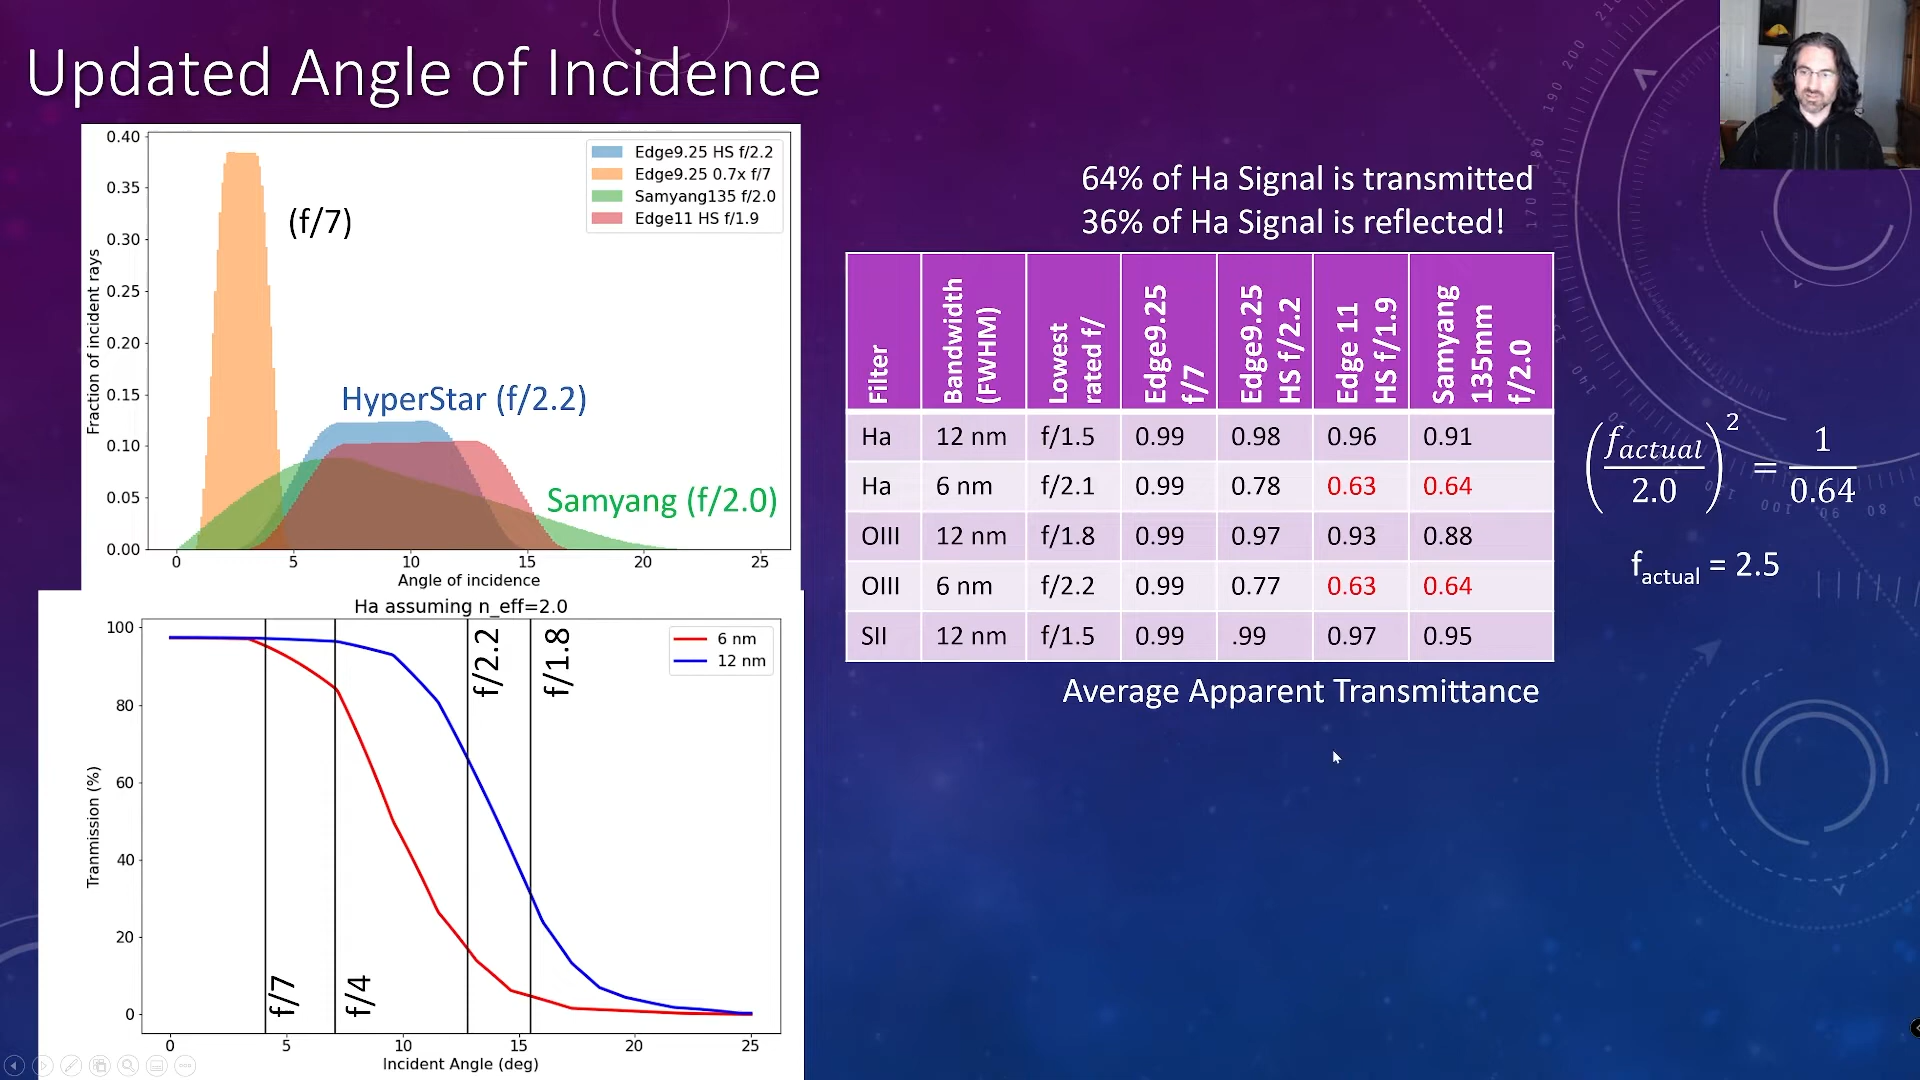 Updated Angle of Incidence
0.40
0.35
0.30
0.25
0.20
0.15
0.10
0.05
0.00
Fraction of incident rays
0 5 10 15 20 25
Angle of incidence
Edge9.25 HS f/2.2
Edge9.25 0.7x f/7
Samyang135 f/2.0
Edge11 HS f/1.9
(f/7)
HyperStar (f/2.2)
Samyang (f/2.0)
Ha assuming n_eff=2.0
100
80
60
40
20
0
Tranmission (%)
0 5 10 15 20 25
Incident Angle (deg)
6 nm
12 nm
f/7
f/4
f/2.2
f/1.8
64% of Ha Signal is transmitted
36% of Ha Signal is reflected!
Filter
Bandwidth
(FWHM)
Lowest
rated f/
Edge9.25
f/7
Edge9.25
HS f/2.2
Edge 11
HS f/1.9
Samyang
135mm
f/2.0
Ha 12 nm f/1.5 0.99 0.98 0.96 0.91
Ha 6 nm f/2.1 0.99 0.78 0.63 0.64
OIII 12 nm f/1.8 0.99 0.97 0.93 0.88
OIII 6 nm f/2.2 0.99 0.77 0.63 0.64
SII 12 nm f/1.5 0.99 .99 0.97 0.95
Average Apparent Transmittance
(f_actual / 2.0)² = 1 / 0.64
f_actual = 2.5